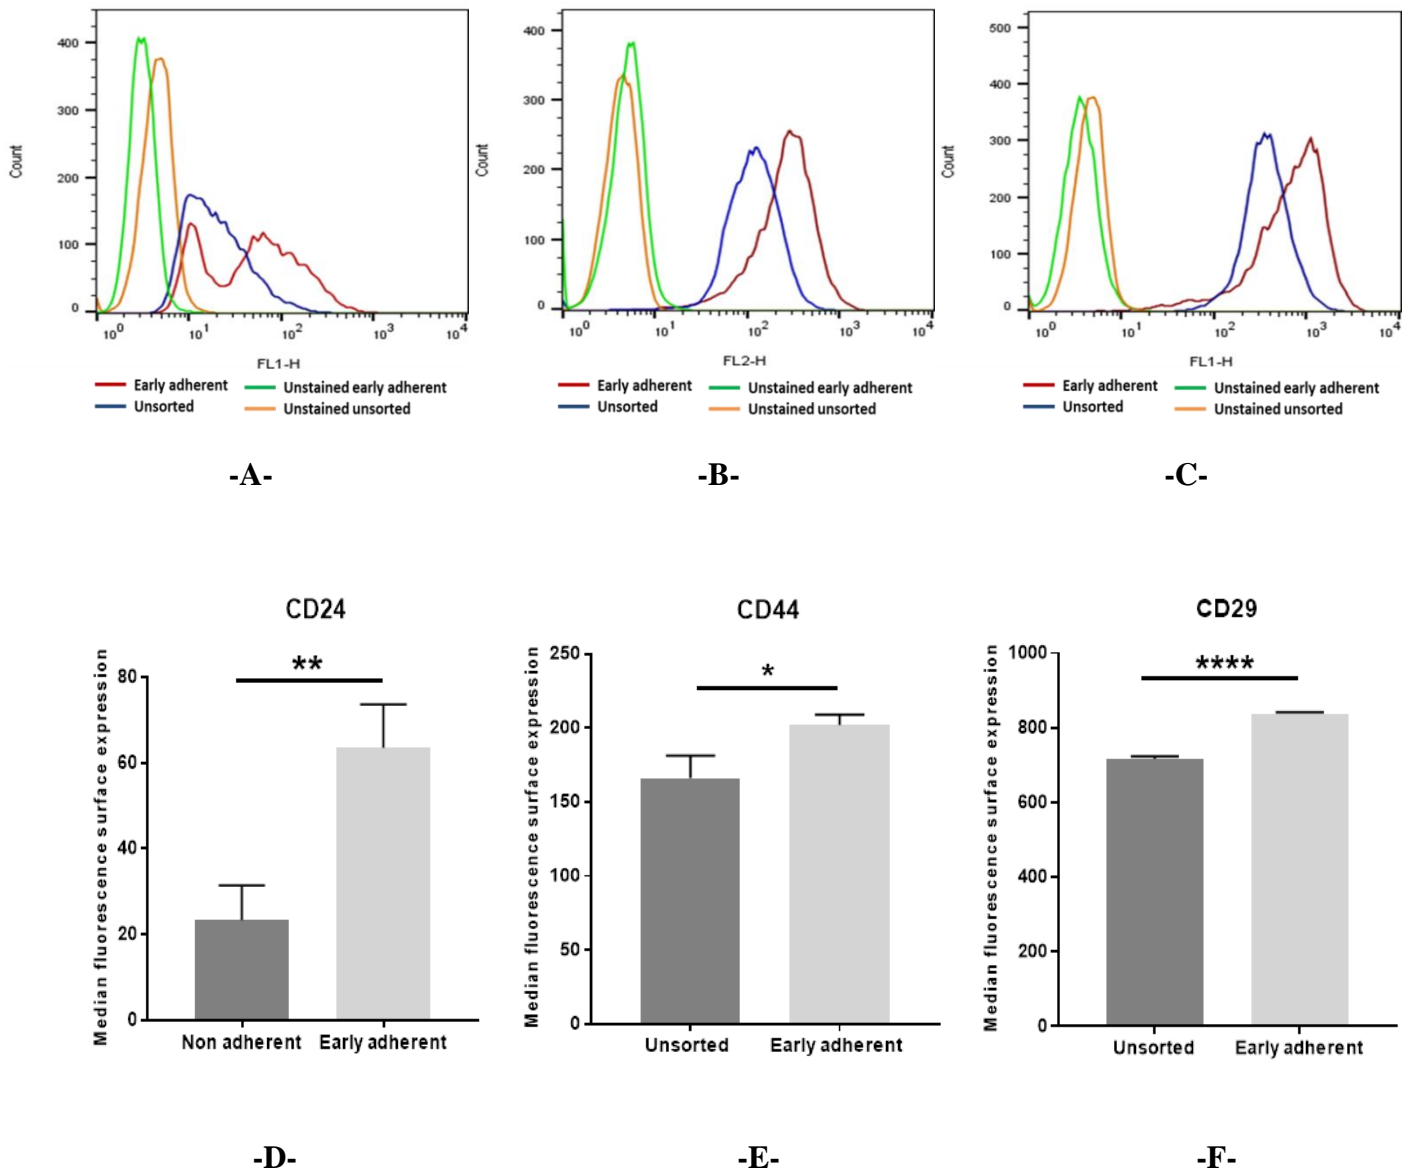 Count
400
300
200
100
0
10^0 10^1 10^2 10^3 10^4
FL1-H
Early adherent Unstained early adherent
Unsorted Unstained unsorted
-A-
Count
400
300
200
100
0
10^0 10^1 10^2 10^3 10^4
FL2-H
Early adherent Unstained early adherent
Unsorted Unstained unsorted
-B-
Count
500
400
300
200
100
0
10^0 10^1 10^2 10^3 10^4
FL1-H
Early adherent Unstained early adherent
Unsorted Unstained unsorted
-C-
CD24
Median fluorescence surface expression
80
60
40
20
0
**
Non adherent Early adherent
-D-
CD44
Median fluorescence surface expression
250
200
150
100
50
0
*
Unsorted Early adherent
-E-
CD29
Median fluorescence surface expression
1000
800
600
400
200
0
****
Unsorted Early adherent
-F-